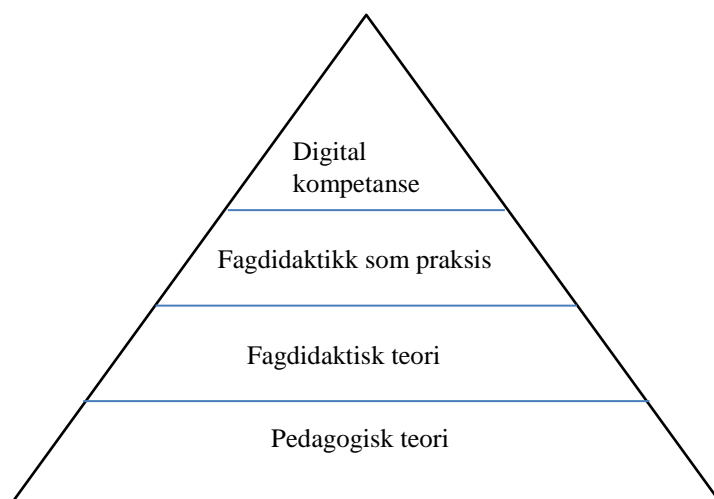 Digital
kompetanse
Fagdidaktikk som praksis
Fagdidaktisk teori
Pedagogisk teori